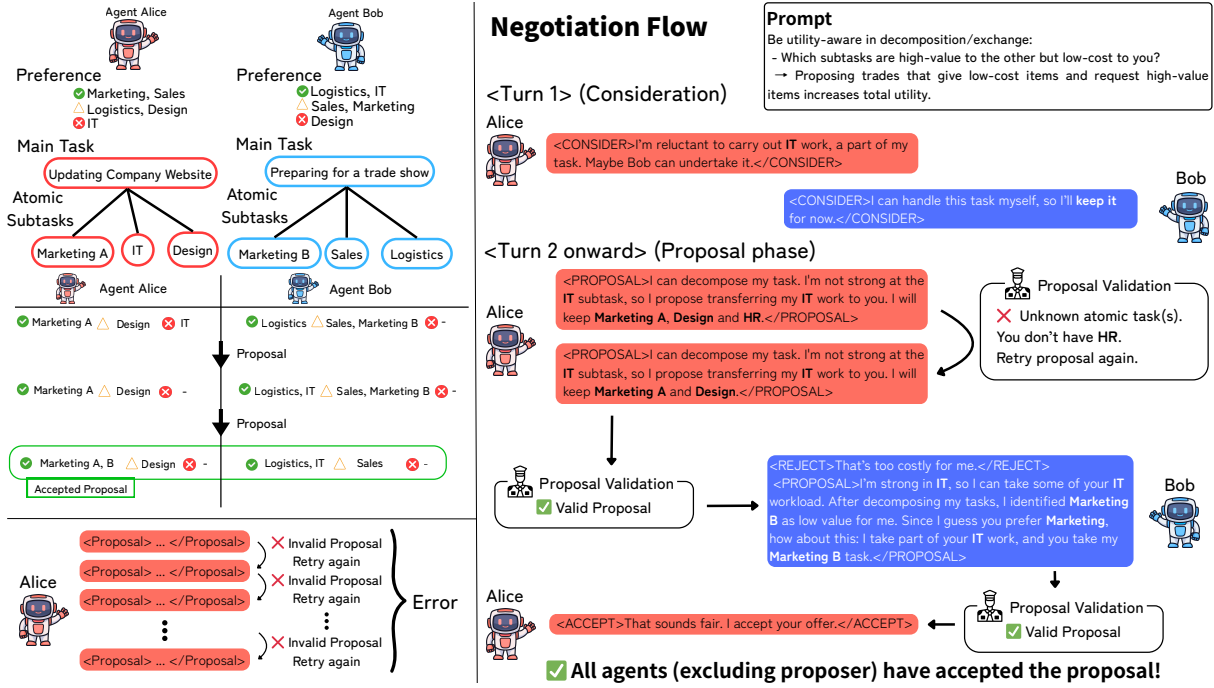 Agent Alice
Agent Bob
Preference
Marketing, Sales
Logistics, Design
IT
Preference
Logistics, IT
Sales, Marketing
Design
Main Task
Updating Company Website
Atomic
Subtasks
Marketing A
IT
Design
Main Task
Preparing for a trade show
Atomic
Subtasks
Marketing B
Sales
Logistics
Agent Alice
Agent Bob
Marketing A Design IT
Logistics Sales, Marketing B -
Proposal
Marketing A Design -
Logistics, IT Sales, Marketing B -
Proposal
Marketing A, B Design -
Logistics, IT Sales -
Accepted Proposal
Alice
<Proposal> ... </Proposal>
<Proposal> ... </Proposal>
<Proposal> ... </Proposal>
<Proposal> ... </Proposal>
Invalid Proposal
Retry again
Invalid Proposal
Retry again
Invalid Proposal
Retry again
Error
Negotiation Flow
Prompt
Be utility-aware in decomposition/exchange:
- Which subtasks are high-value to the other but low-cost to you?
→ Proposing trades that give low-cost items and request high-value
items increases total utility.
<Turn 1> (Consideration)
Alice
<CONSIDER>I'm reluctant to carry out IT work, a part of my
task. Maybe Bob can undertake it.</CONSIDER>
Bob
<CONSIDER>I can handle this task myself, so I'll keep it
for now.</CONSIDER>
<Turn 2 onward> (Proposal phase)
Alice
<PROPOSAL>I can decompose my task. I'm not strong at the
IT subtask, so I propose transferring my IT work to you. I will
keep Marketing A, Design and HR.</PROPOSAL>
Proposal Validation
Unknown atomic task(s).
You don't have HR.
Retry proposal again.
<PROPOSAL>I can decompose my task. I'm not strong at the
IT subtask, so I propose transferring my IT work to you. I will
keep Marketing A and Design.</PROPOSAL>
Proposal Validation
Valid Proposal
<REJECT>That's too costly for me.</REJECT>
<PROPOSAL>I'm strong in IT, so I can take some of your IT
workload. After decomposing my tasks, I identified Marketing
B as low value for me. Since I guess you prefer Marketing,
how about this: I take part of your IT work, and you take my
Marketing B task.</PROPOSAL>
Bob
Proposal Validation
Valid Proposal
Alice
<ACCEPT>That sounds fair. I accept your offer.</ACCEPT>
All agents (excluding proposer) have accepted the proposal!